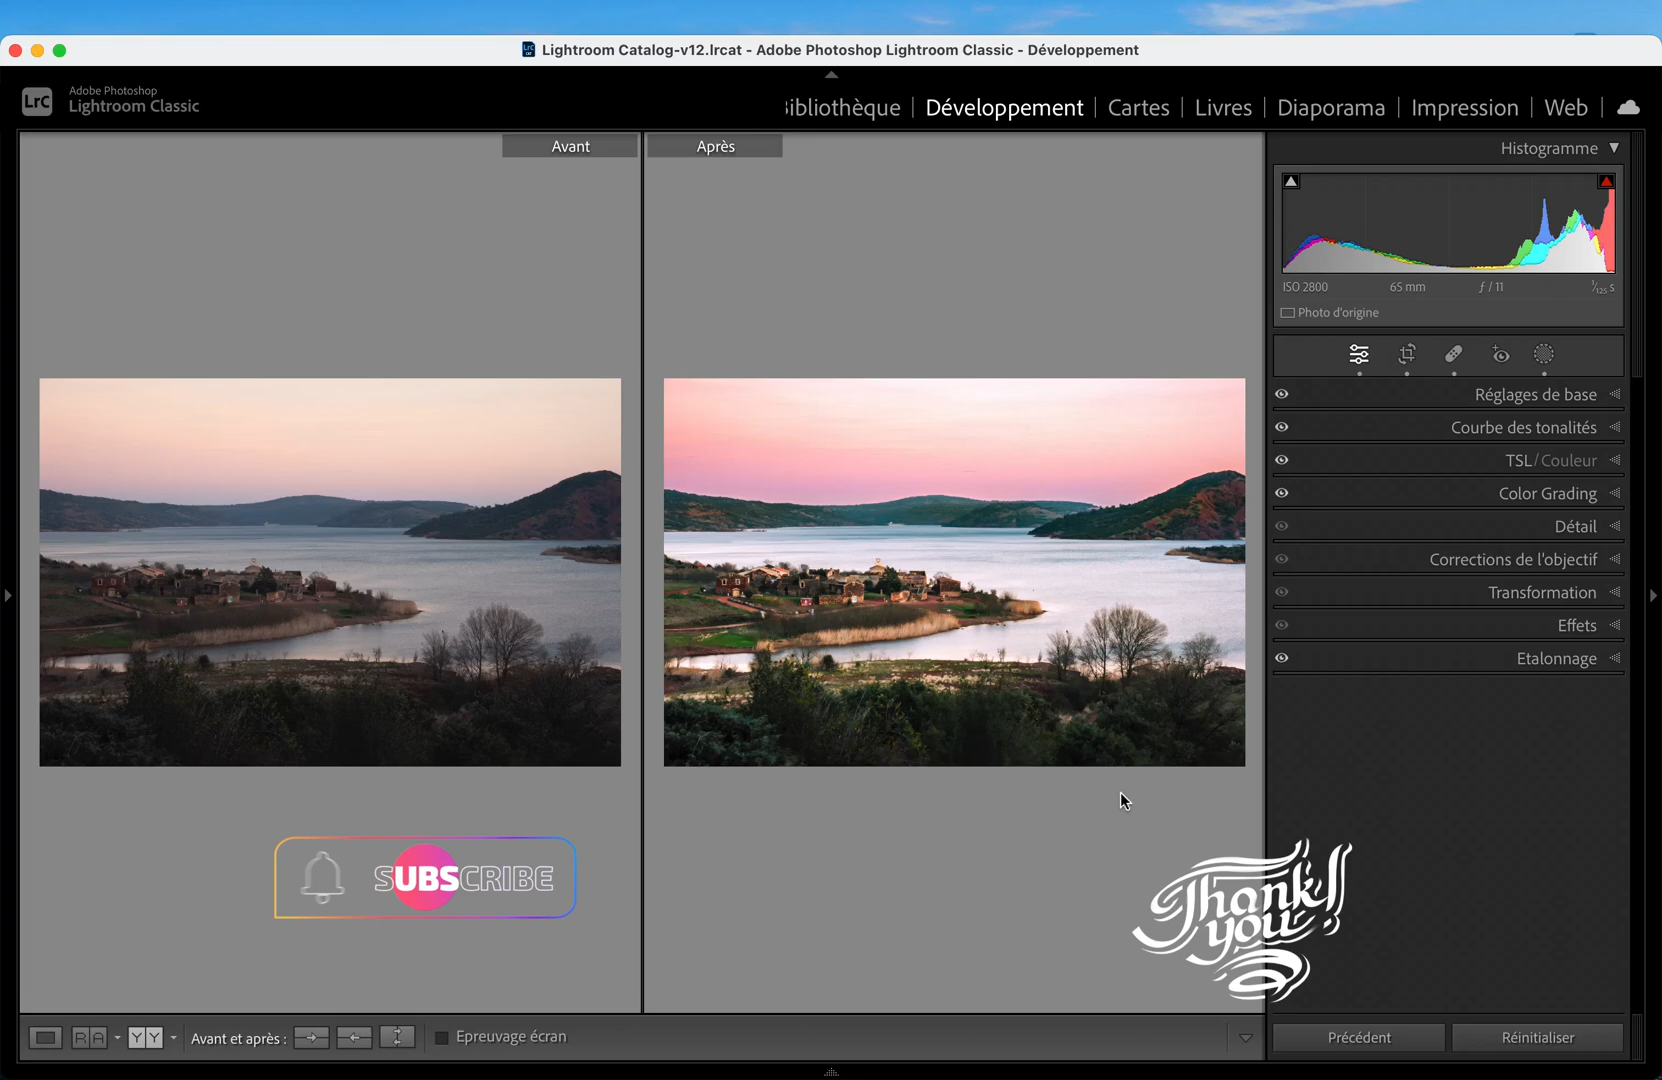 Lightroom Catalog-v12.lrcat - Adobe Photoshop Lightroom Classic - Développement
LrC
Adobe Photoshop
Lightroom Classic
ibliothèque | Développement | Cartes | Livres | Diaporama | Impression | Web |
Avant
Après
Histogramme
ISO 2800 65 mm ƒ / 11 1/125 s
Photo d'origine
Réglages de base
Courbe des tonalités
TSL / Couleur
Color Grading
Détail
Corrections de l'objectif
Transformation
Effets
Etalonnage
SUBSCRIBE
Thank
you!
R A
Y Y
Avant et après :
Epreuvage écran
Précédent
Réinitialiser